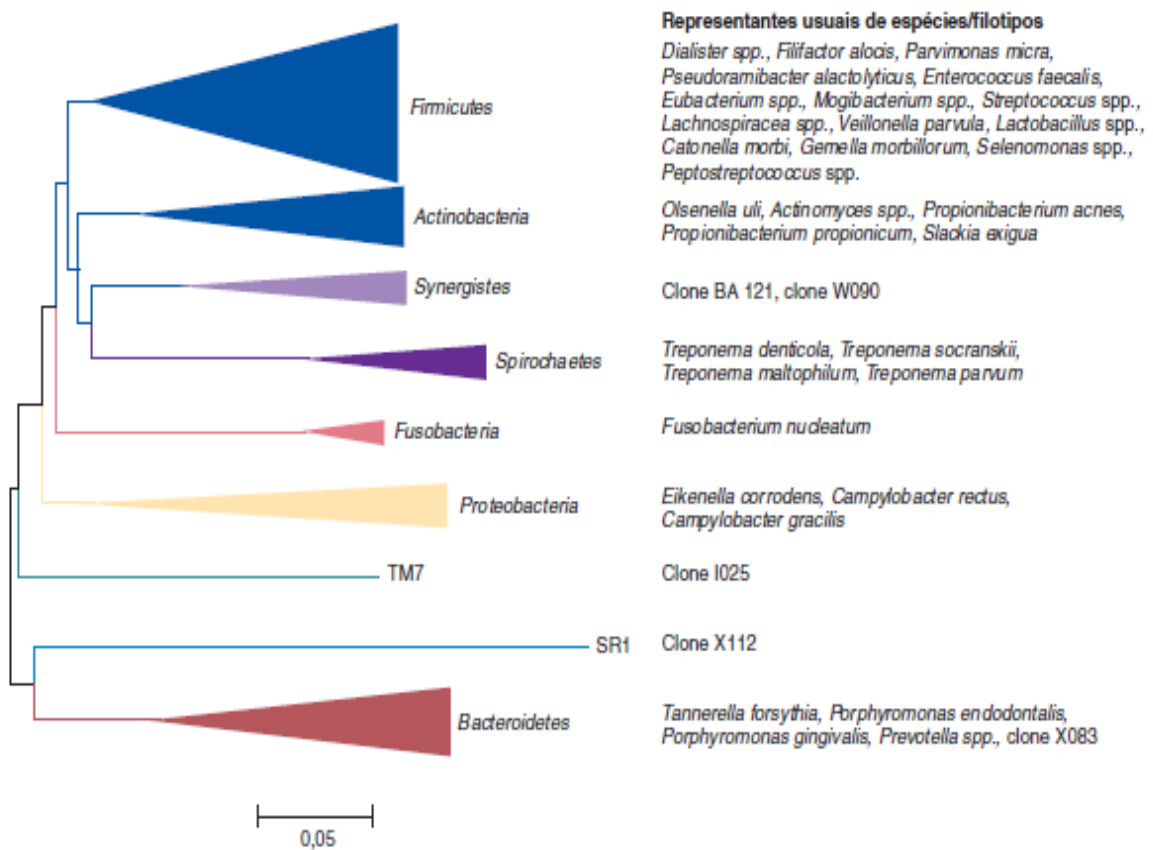 Representantes usuais de espécies/filotipos
Dialister spp., Filifactor alocis, Parvimonas micra,
Pseudoramibacter alactolyticus, Enterococcus faecalis,
Eubacterium spp., Mogibacterium spp., Streptococcus spp.,
Lachnospiracea spp., Veillonella parvula, Lactobacillus spp.,
Catonella morbi, Gemella morbillorum, Selenomonas spp.,
Peptostreptococcus spp.
Firmicutes
Actinobacteria
Olsenella uli, Actinomyces spp., Propionibacterium acnes,
Propionibacterium propionicum, Slackia exigua
Synergistes
Clone BA 121, clone W090
Spirochaetes
Treponema denticola, Treponema socranskii,
Treponema maltophilum, Treponema parvum
Fusobacteria
Fusobacterium nucleatum
Proteobacteria
Eikenella corrodens, Campylobacter rectus,
Campylobacter gracilis
TM7
Clone I025
SR1
Clone X112
Bacteroidetes
Tannerella forsythia, Porphyromonas endodontalis,
Porphyromonas gingivalis, Prevotella spp., clone X083
0,05